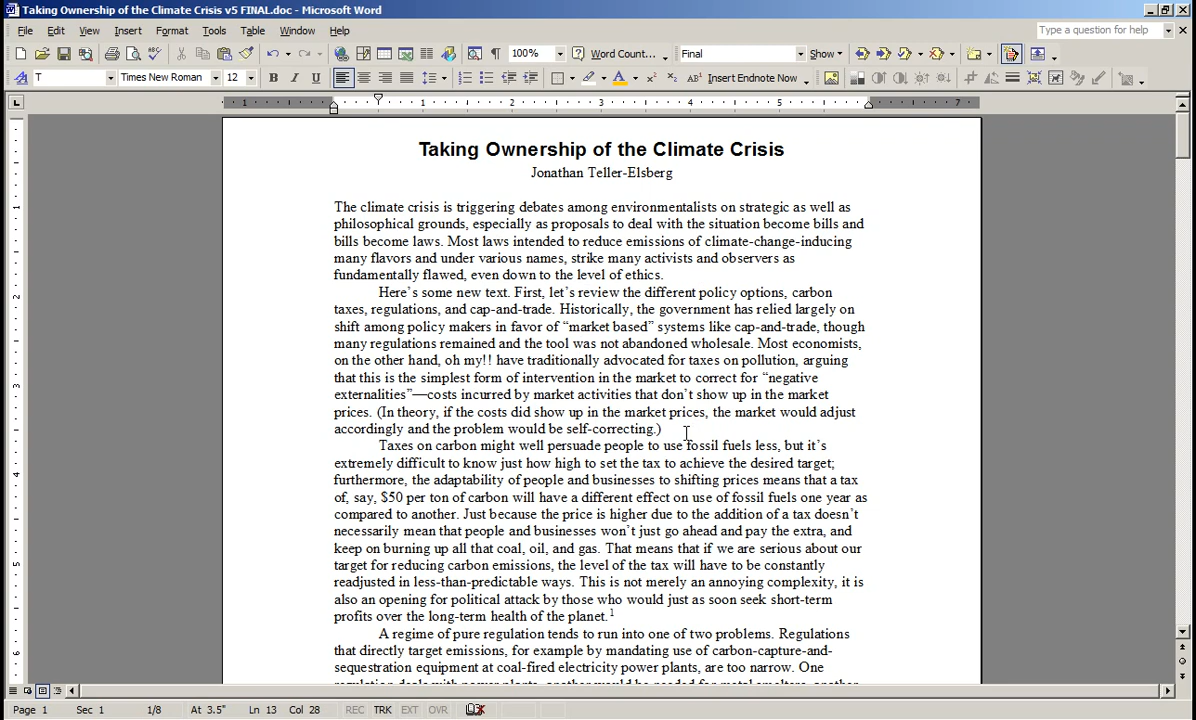 Taking Ownership of the Climate Crisis v5 FINAL.doc - Microsoft Word
File Edit View Insert Format Tools Table Window Help Type a question for help
100% Word Count... Final Show
T Times New Roman 12 B I U Insert Endnote Now
1 1 2 3 4 5 7
Taking Ownership of the Climate Crisis
Jonathan Teller-Elsberg
The climate crisis is triggering debates among environmentalists on strategic as well as
philosophical grounds, especially as proposals to deal with the situation become bills and
bills become laws. Most laws intended to reduce emissions of climate-change-inducing
many flavors and under various names, strike many activists and observers as
fundamentally flawed, even down to the level of ethics.
Here's some new text. First, let's review the different policy options, carbon
taxes, regulations, and cap-and-trade. Historically, the government has relied largely on
shift among policy makers in favor of “market based” systems like cap-and-trade, though
many regulations remained and the tool was not abandoned wholesale. Most economists,
on the other hand, oh my!! have traditionally advocated for taxes on pollution, arguing
that this is the simplest form of intervention in the market to correct for “negative
externalities”—costs incurred by market activities that don't show up in the market
prices. (In theory, if the costs did show up in the market prices, the market would adjust
accordingly and the problem would be self-correcting.)
Taxes on carbon might well persuade people to use fossil fuels less, but it's
extremely difficult to know just how high to set the tax to achieve the desired target;
furthermore, the adaptability of people and businesses to shifting prices means that a tax
of, say, $50 per ton of carbon will have a different effect on use of fossil fuels one year as
compared to another. Just because the price is higher due to the addition of a tax doesn't
necessarily mean that people and businesses won't just go ahead and pay the extra, and
keep on burning up all that coal, oil, and gas. That means that if we are serious about our
target for reducing carbon emissions, the level of the tax will have to be constantly
readjusted in less-than-predictable ways. This is not merely an annoying complexity, it is
also an opening for political attack by those who would just as soon seek short-term
profits over the long-term health of the planet.1
A regime of pure regulation tends to run into one of two problems. Regulations
that directly target emissions, for example by mandating use of carbon-capture-and-
sequestration equipment at coal-fired electricity power plants, are too narrow. One
regulation deals with power plants, another would be needed for metal smelters, another
Page 1 Sec 1 1/8 At 3.5" Ln 13 Col 28 REC TRK EXT OVR